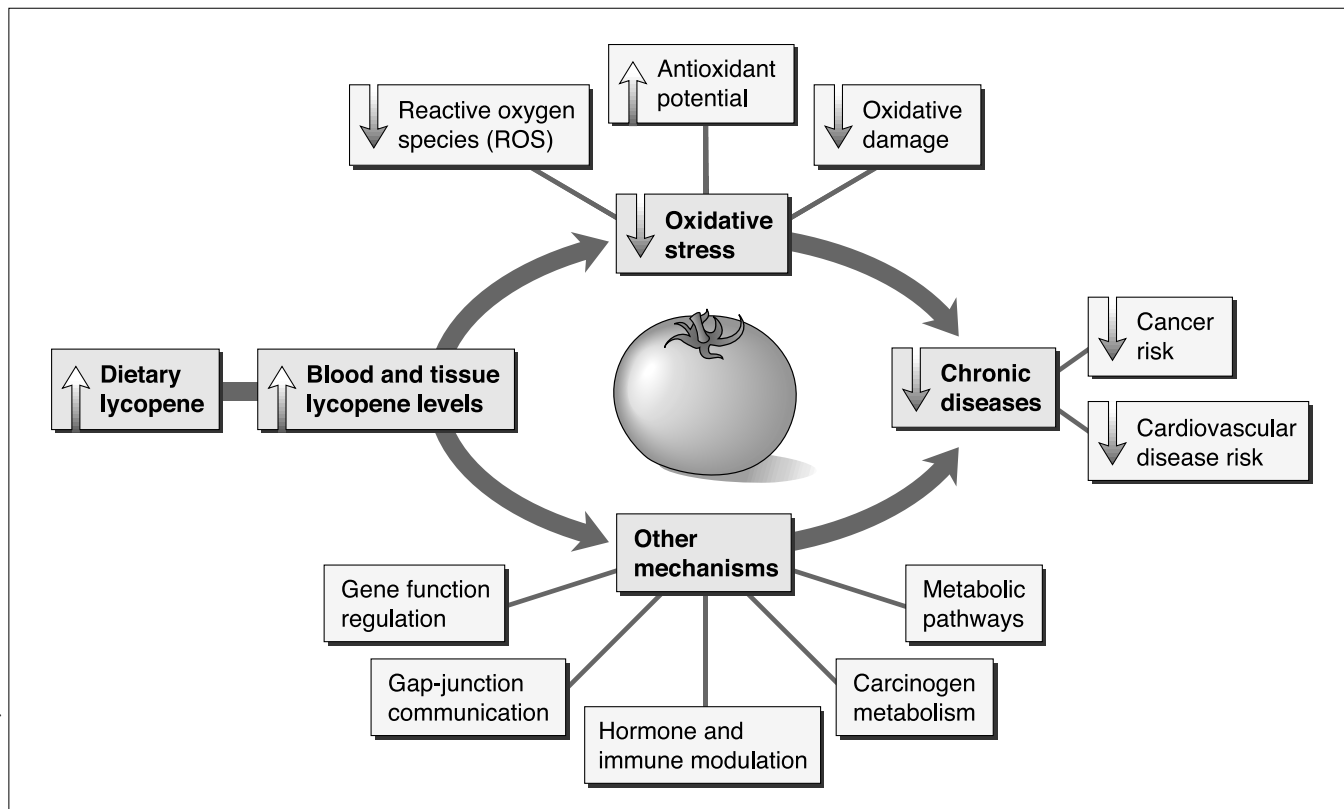 Antioxidant
potential
Reactive oxygen
species (ROS)
Oxidative
damage
Oxidative
stress
Dietary
lycopene
Blood and tissue
lycopene levels
Chronic
diseases
Cancer
risk
Cardiovascular
disease risk
Other
mechanisms
Gene function
regulation
Metabolic
pathways
Gap-junction
communication
Carcinogen
metabolism
Hormone and
immune modulation